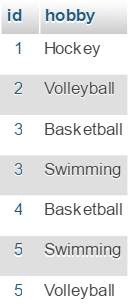 id hobby
1 Hockey
2 Volleyball
3 Basketball
3 Swimming
4 Basketball
5 Swimming
5 Volleyball